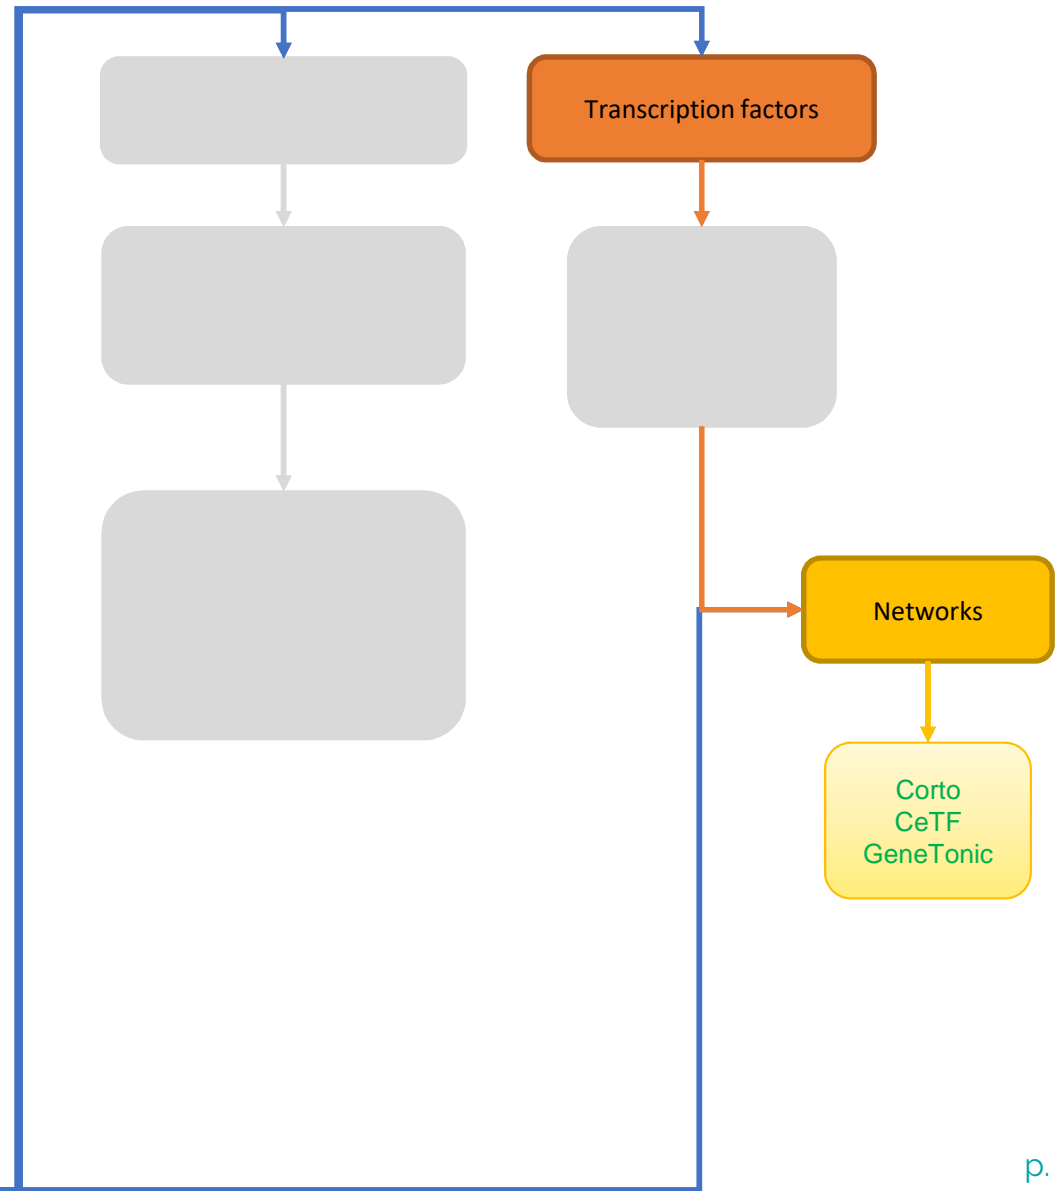 Transcription factors
Networks
Corto
CeTF
GeneTonic
p.